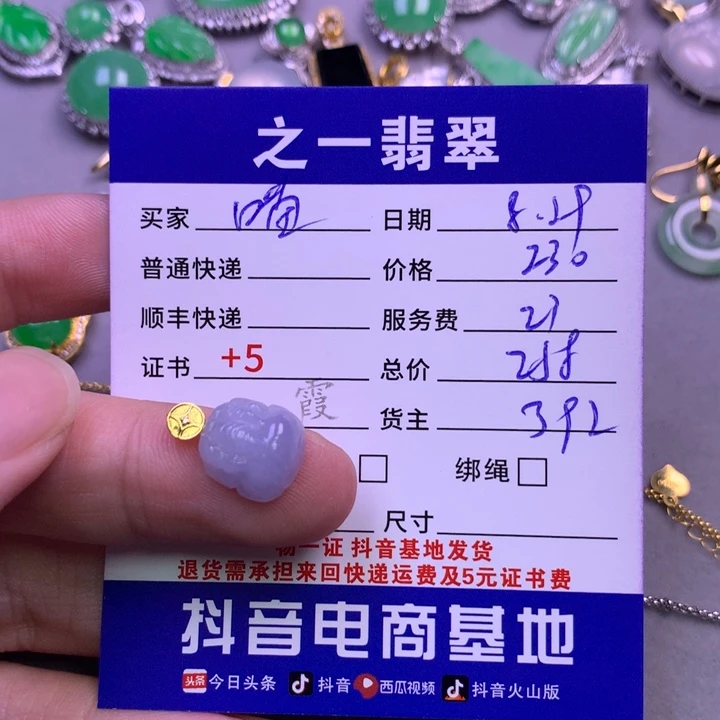 之一翡翠
买家 喵 日期 8.29
普通快递 价格 230
顺丰快递 服务费
证书 +5 总价
霞 货主 392
绑绳
尺寸
物一证 抖音基地发货
退货需承担来回快递运费及5元证书费
抖音电商基地
头条 今日头条 抖音 西瓜视频 抖音火山版